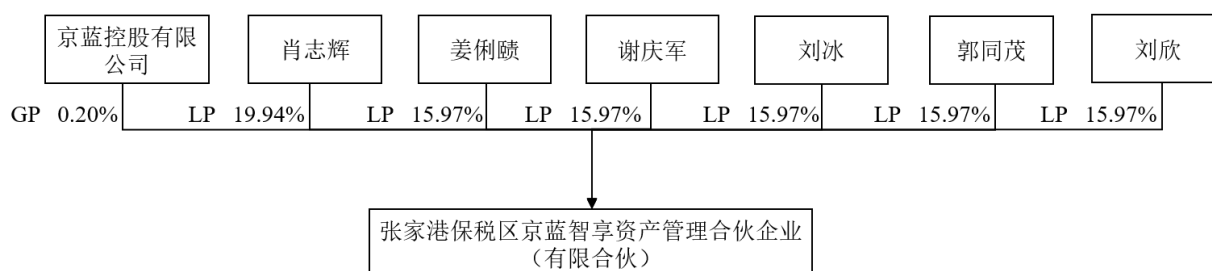 京蓝控股有限
公司
肖志辉
姜俐赜
谢庆军
刘冰
郭同茂
刘欣
GP 0.20% LP 19.94% LP 15.97% LP 15.97% LP 15.97% LP 15.97% LP 15.97%
张家港保税区京蓝智享资产管理合伙企业
（有限合伙）